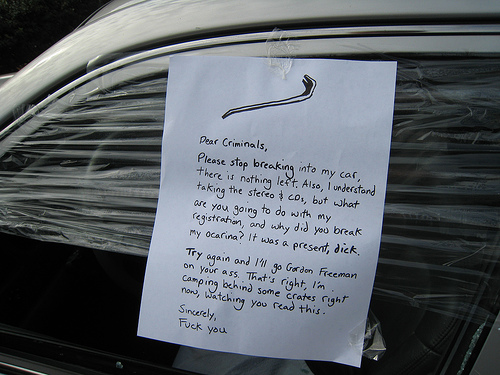 Dear Criminals,
Please stop breaking into my car,
there is nothing left. Also, I understand
taking the stereo & CDs, but what
are you going to do with my
registration, and why did you break
my ocarina? It was a present, dick.
Try again and I'll go Gordon Freeman
on your ass. That's right, I'm
camping behind some crates right
now, watching you read this.
Sincerely,
Fuck you